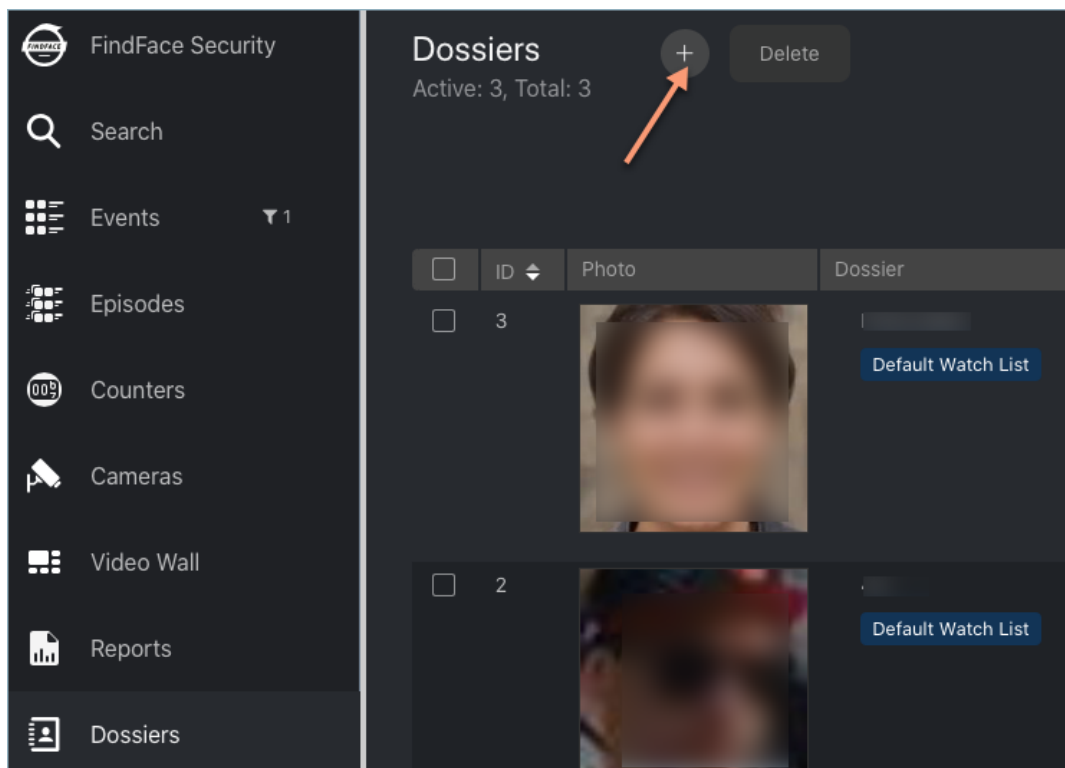 FINDFACE
FindFace Security
Search
Events 1
Episodes
Counters
Cameras
Video Wall
Reports
Dossiers
Dossiers + Delete
Active: 3, Total: 3
ID Photo Dossier
3
Default Watch List
2
Default Watch List